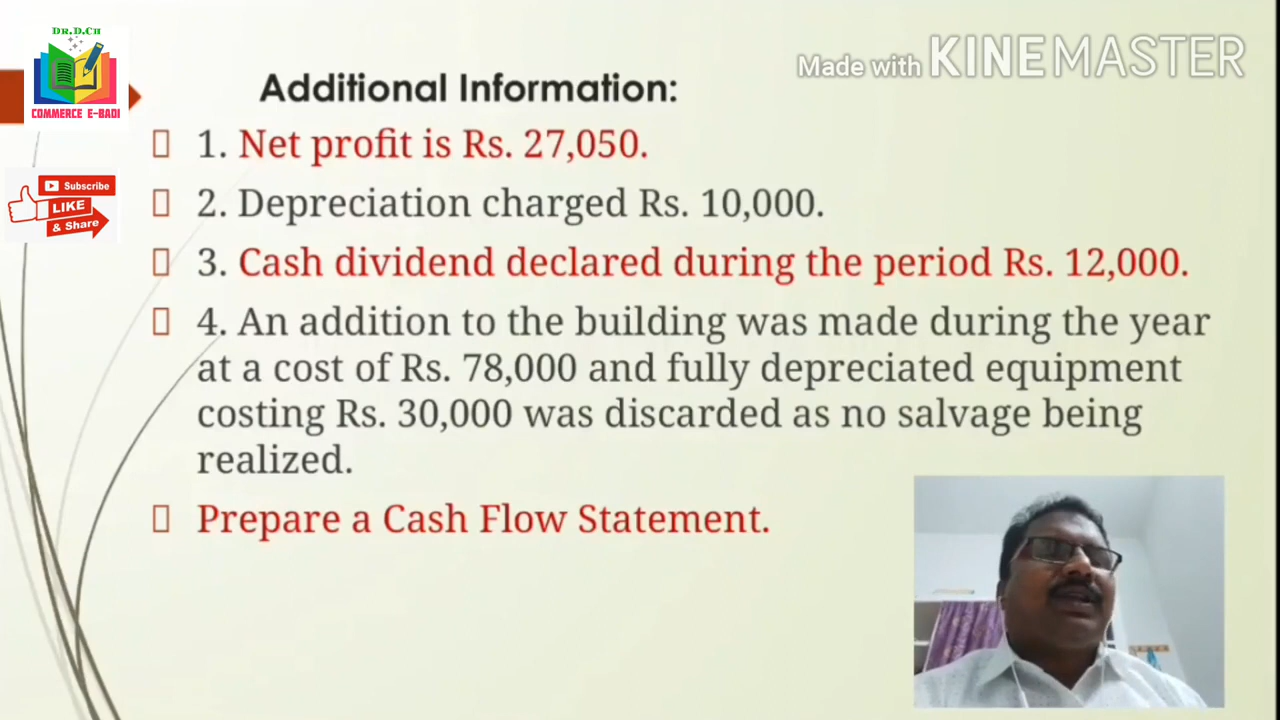 DR.D.CH
COMMERCE E-BADI
Made with KINEMASTER
Subscribe
LIKE
& Share
Additional Information:
1. Net profit is Rs. 27,050.
2. Depreciation charged Rs. 10,000.
3. Cash dividend declared during the period Rs. 12,000.
4. An addition to the building was made during the year
at a cost of Rs. 78,000 and fully depreciated equipment
costing Rs. 30,000 was discarded as no salvage being
realized.
Prepare a Cash Flow Statement.